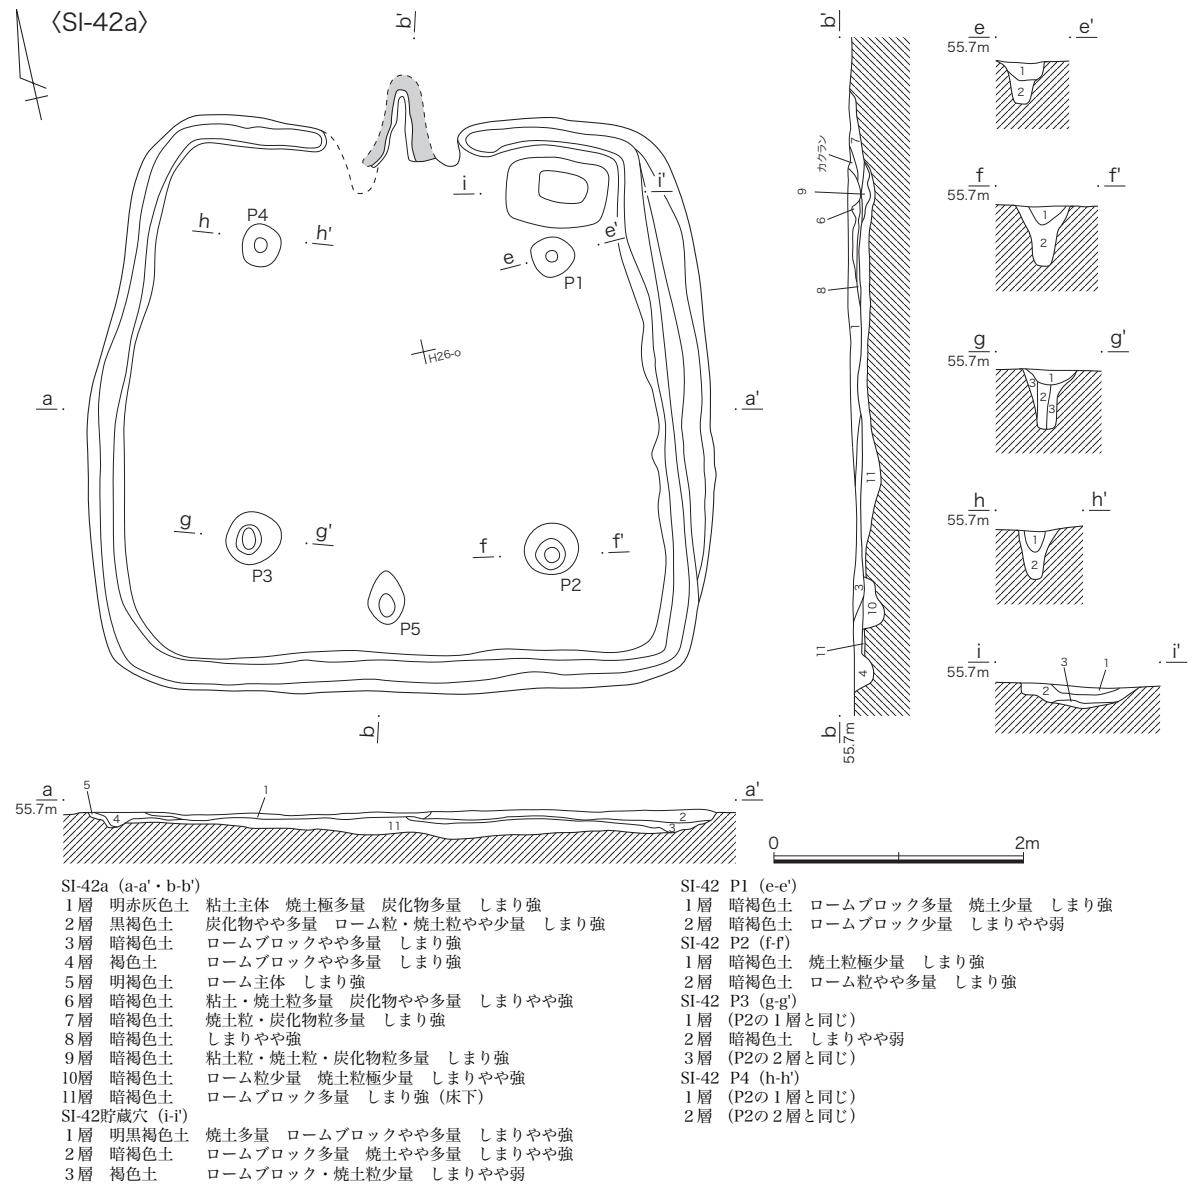 〈SI-42a〉
b'
b'
e
e'
55.7m
1
2
カクラン
7
9
6
8
1
11
3
10
11
4
b
55.7m
i
i'
h
P4
h'
e
e'
P1
H26-o
a
a'
g
P3
g'
f
P2
f'
P5
b
f
f'
55.7m
1
2
g
g'
55.7m
3
1
2
3
h
h'
55.7m
1
2
i
i'
55.7m
3
1
2
a
a'
55.7m
5
1
4
11
2
3
0
2m
SI-42a（a-a'・b-b'）
1層 明赤灰色土 粘土主体 焼土極多量 炭化物多量 しまり強
2層 黒褐色土 炭化物やや多量 ローム粒・焼土粒やや少量 しまり強
3層 暗褐色土 ロームブロックやや多量 しまり強
4層 褐色土 ロームブロックやや多量 しまり強
5層 明褐色土 ローム主体 しまり強
6層 暗褐色土 粘土・焼土粒多量 炭化物やや多量 しまりやや強
7層 暗褐色土 焼土粒・炭化物粒多量 しまり強
8層 暗褐色土 しまりやや強
9層 暗褐色土 粘土粒・焼土粒・炭化物粒多量 しまり強
10層 暗褐色土 ローム粒少量 焼土粒極少量 しまりやや強
11層 暗褐色土 ロームブロック多量 しまり強（床下）
SI-42貯蔵穴（i-i'）
1層 明黒褐色土 焼土多量 ロームブロックやや多量 しまりやや強
2層 暗褐色土 ロームブロック多量 焼土やや多量 しまりやや強
3層 褐色土 ロームブロック・焼土粒少量 しまりやや弱
SI-42 P1（e-e'）
1層 暗褐色土 ロームブロック多量 焼土少量 しまり強
2層 暗褐色土 ロームブロック少量 しまりやや弱
SI-42 P2（f-f'）
1層 暗褐色土 焼土粒極少量 しまり強
2層 暗褐色土 ローム粒やや多量 しまり強
SI-42 P3（g-g'）
1層 （P2の1層と同じ）
2層 暗褐色土 しまりやや弱
3層 （P2の2層と同じ）
SI-42 P4（h-h'）
1層 （P2の1層と同じ）
2層 （P2の2層と同じ）